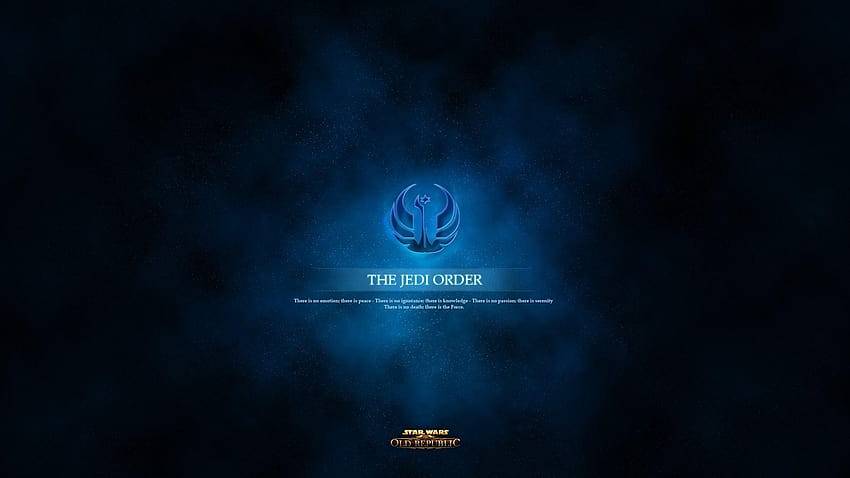 THE JEDI ORDER
There is no emotion; there is peace - There is no ignorance; there is knowledge - There is no passion; there is serenity
There is no death; there is the Force.
STAR WARS
OLD REPUBLIC